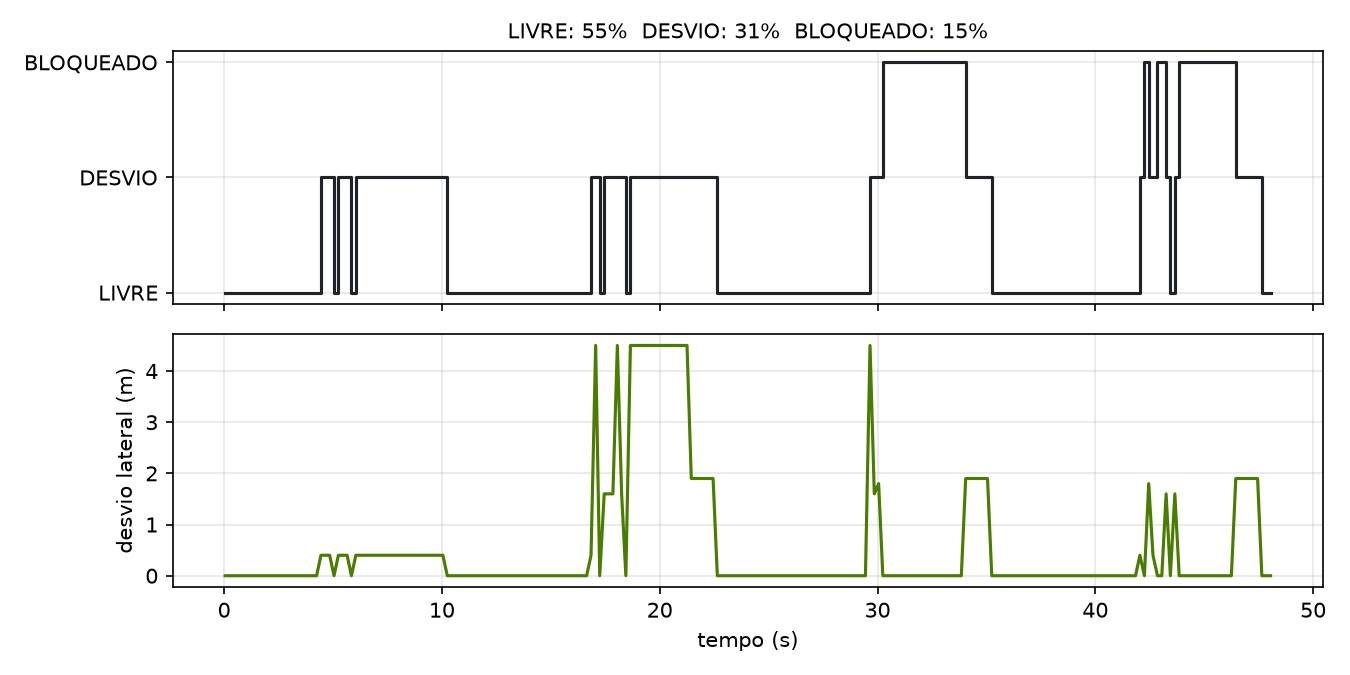 LIVRE: 55%  DESVIO: 31%  BLOQUEADO: 15%
BLOQUEADO
DESVIO
LIVRE
desvio lateral (m)
4
3
2
1
0
0 10 20 30 40 50
tempo (s)